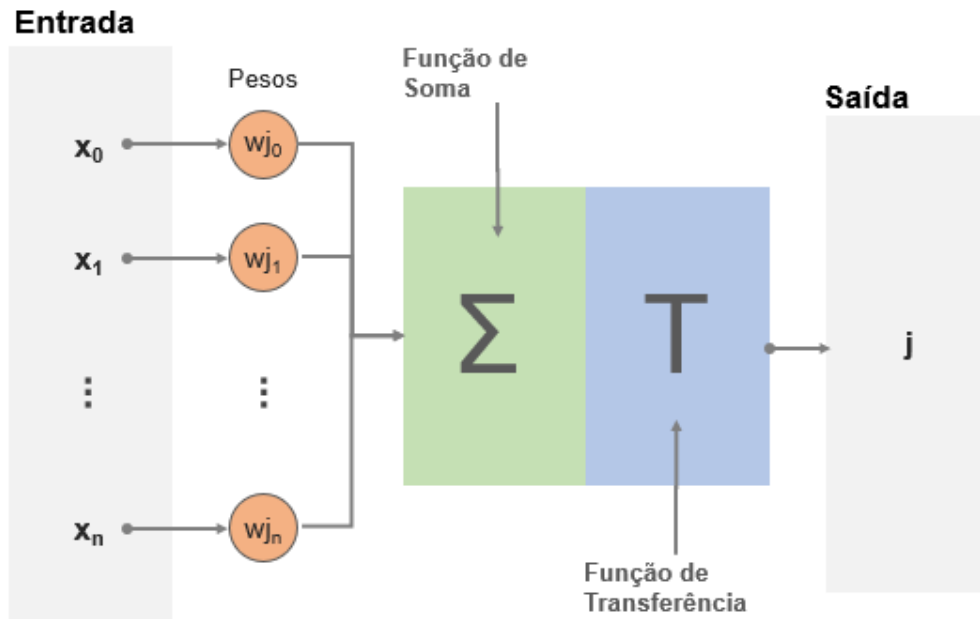 Entrada
Pesos
Função de
Soma
Saída
x₀
wj₀
x₁
wj₁
Σ
T
j
⋮
⋮
xₙ
wjₙ
Função de
Transferência